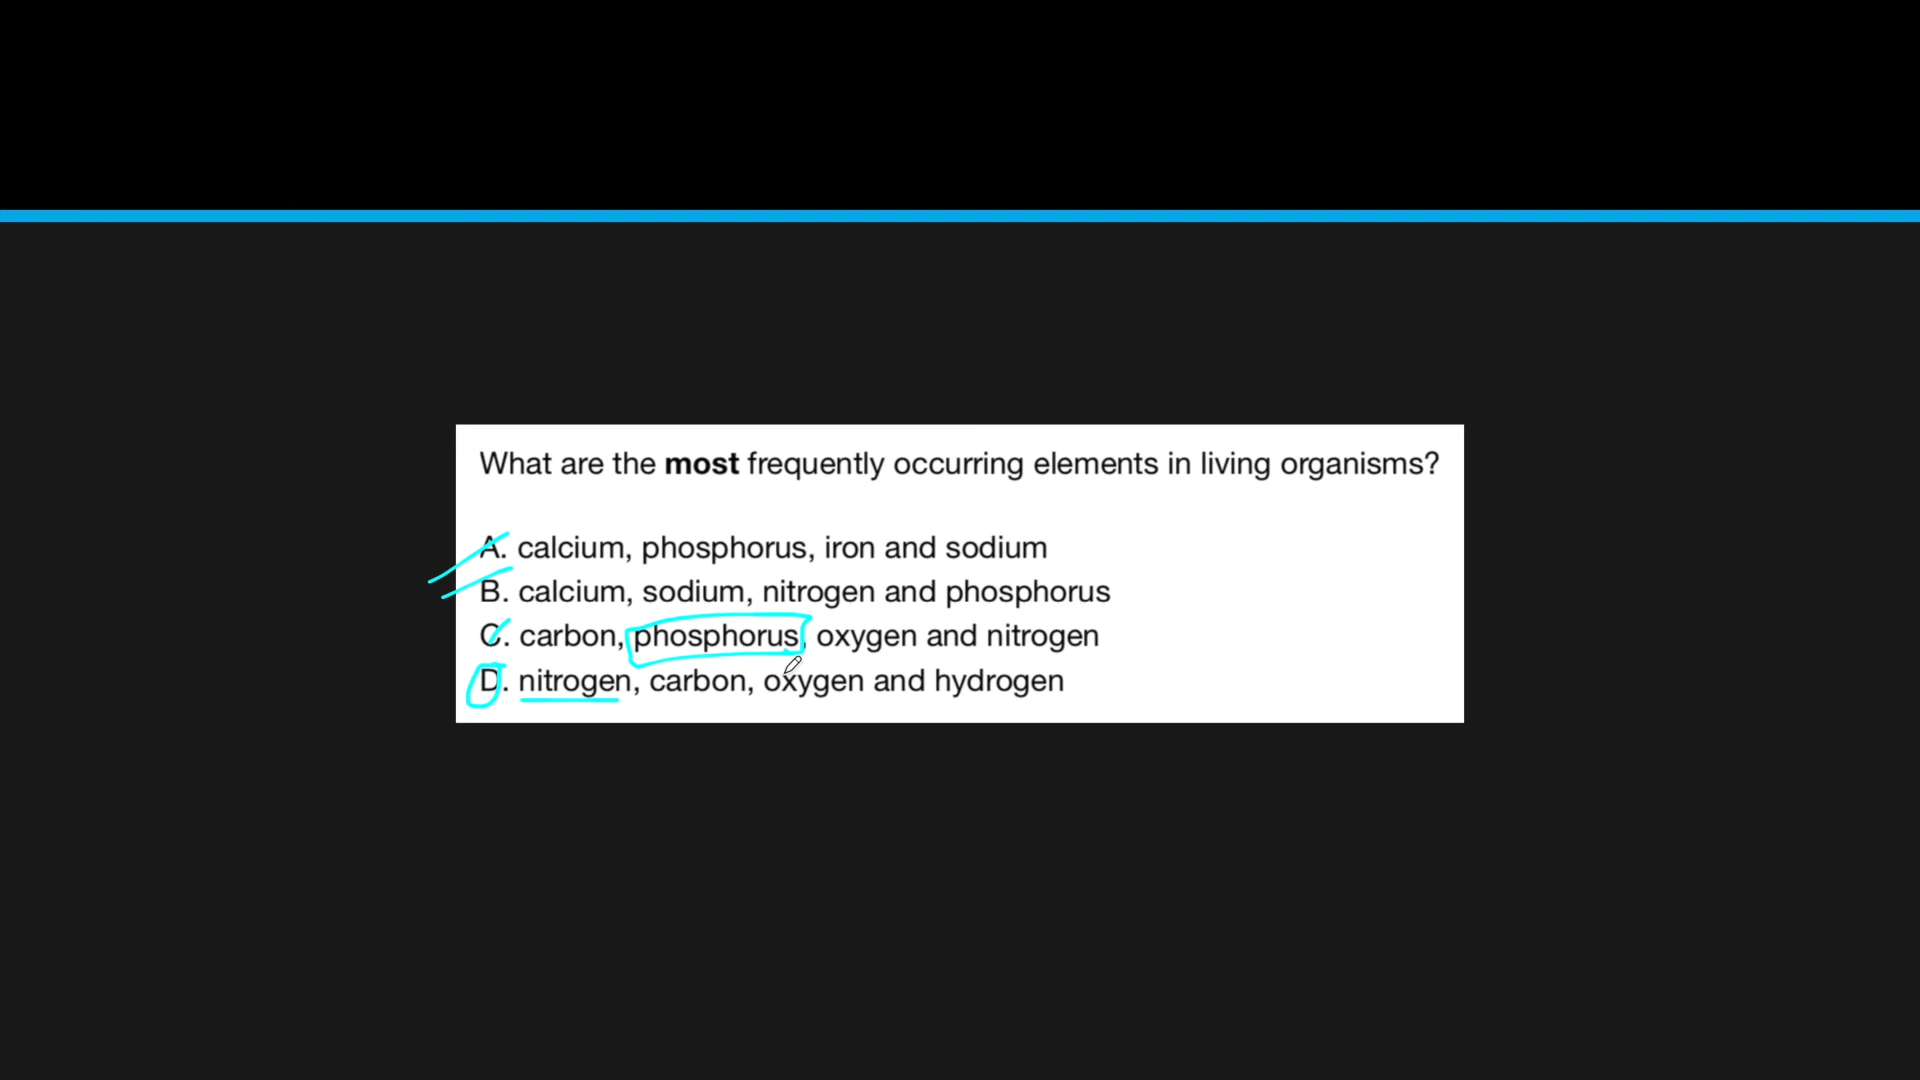 What are the most frequently occurring elements in living organisms?
A. calcium, phosphorus, iron and sodium
B. calcium, sodium, nitrogen and phosphorus
C. carbon, phosphorus, oxygen and nitrogen
D. nitrogen, carbon, oxygen and hydrogen